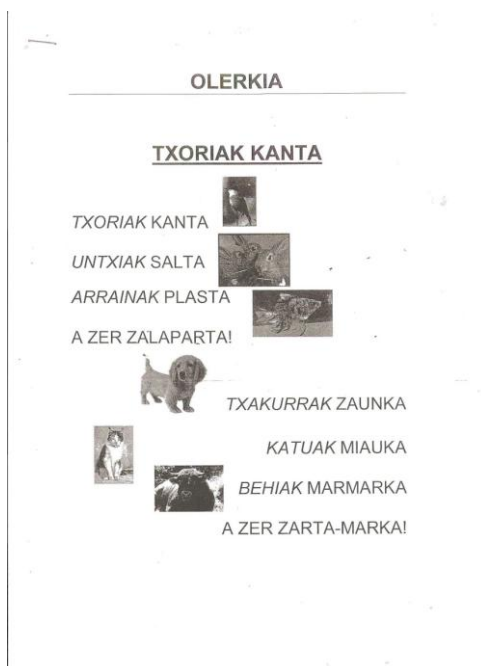 OLERKIA
TXORIAK KANTA
TXORIAK KANTA
UNTXIAK SALTA
ARRAINAK PLASTA
A ZER ZALAPARTA!
TXAKURRAK ZAUNKA
KATUAK MIAUKA
BEHIAK MARMARKA
A ZER ZARTA-MARKA!